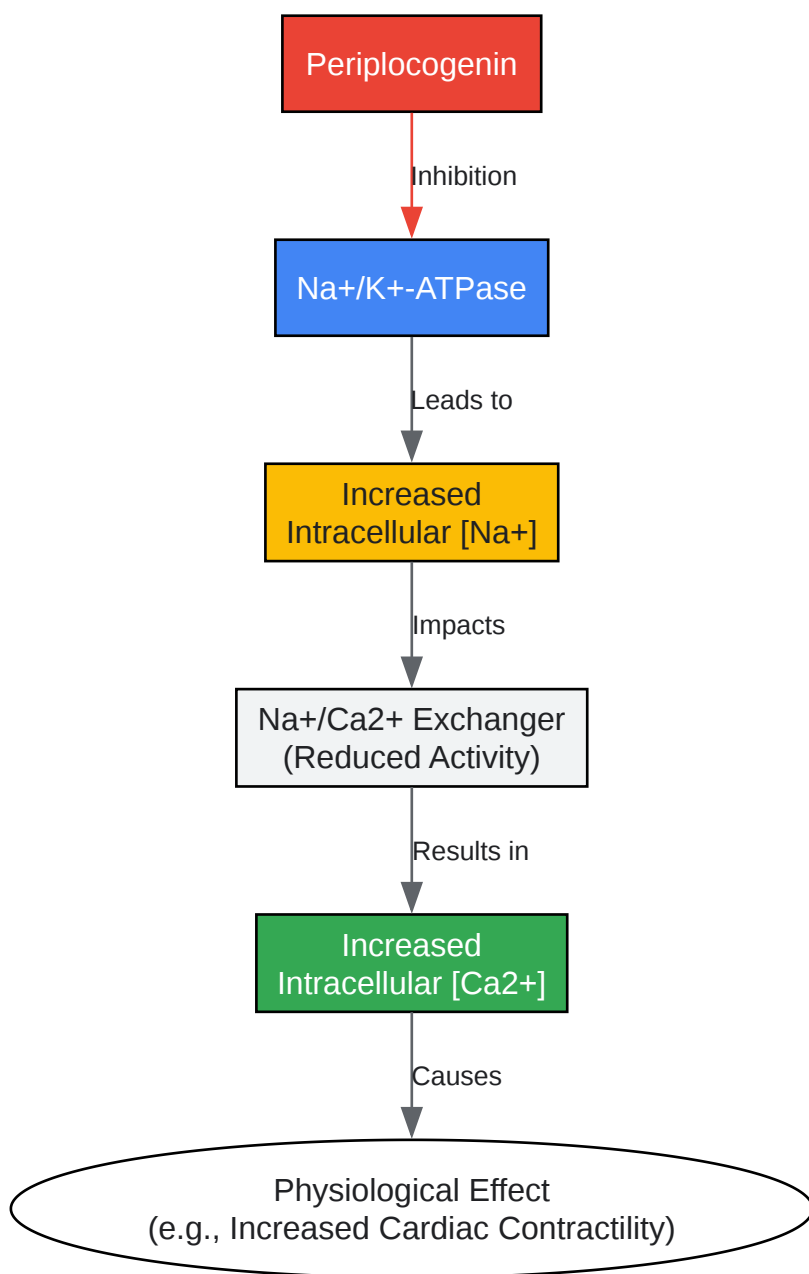 Periplocogenin
Inhibition
Na+/K+-ATPase
Leads to
Increased
Intracellular [Na+]
Impacts
Na+/Ca2+ Exchanger
(Reduced Activity)
Results in
Increased
Intracellular [Ca2+]
Causes
Physiological Effect
(e.g., Increased Cardiac Contractility)